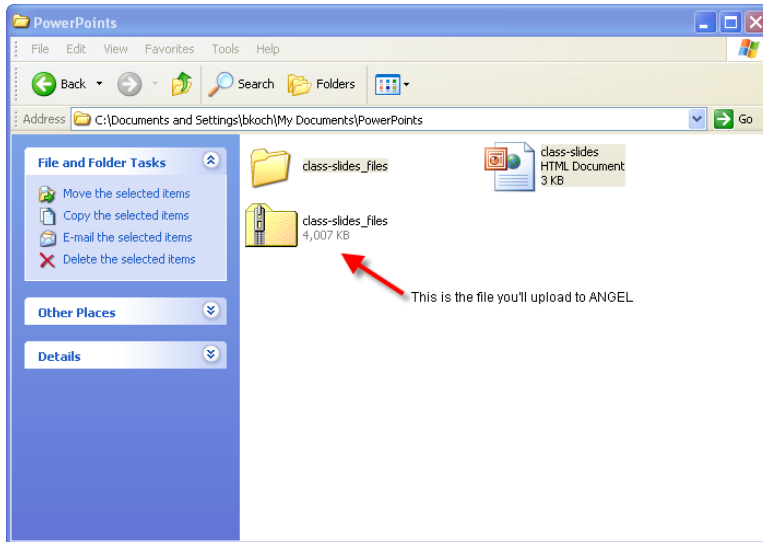 PowerPoints
File Edit View Favorites Tools Help
Back Search Folders
Address C:\Documents and Settings\bkoch\My Documents\PowerPoints Go
File and Folder Tasks
Move the selected items
Copy the selected items
E-mail the selected items
Delete the selected items
Other Places
Details
class-slides_files
class-slides
HTML Document
3 KB
class-slides_files
4,007 KB
This is the file you'll upload to ANGEL